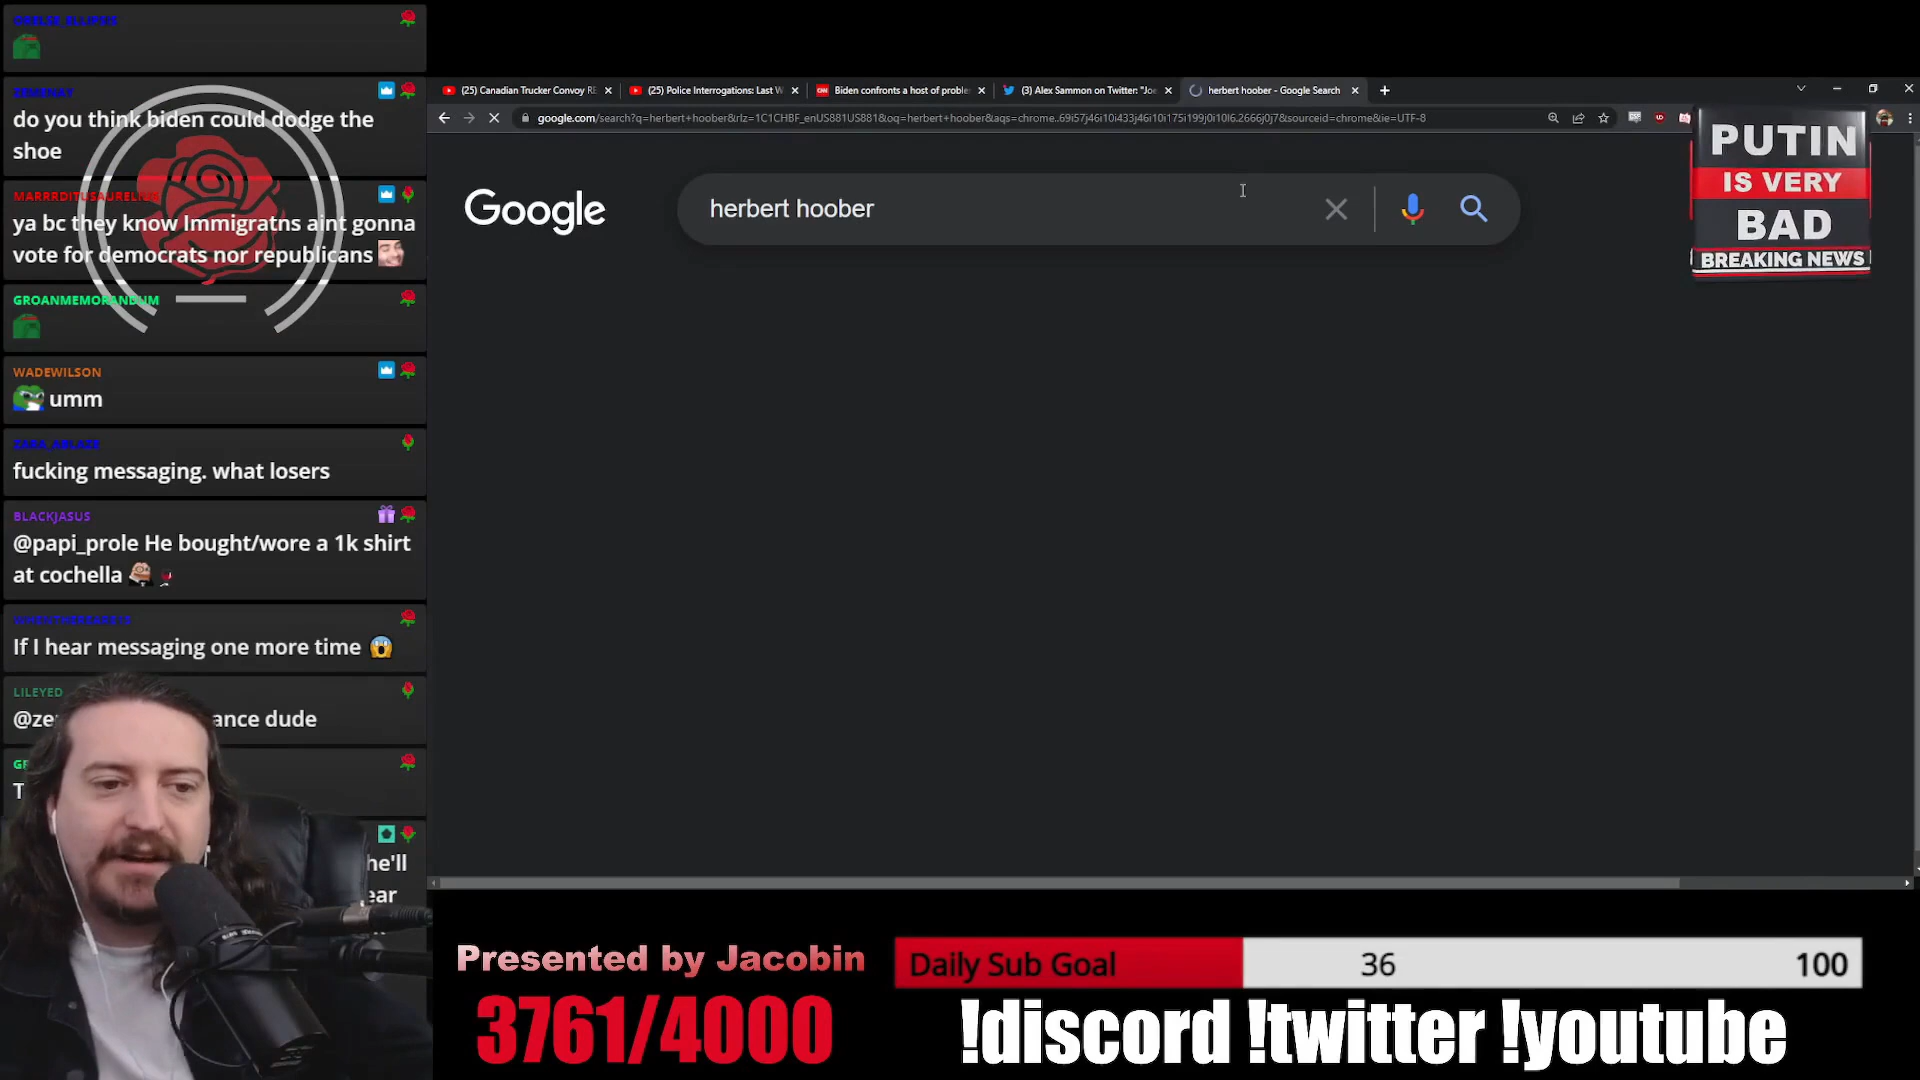 do you think biden could dodge the
shoe
ya bc they know Immigratns aint gonna
vote for democrats nor republicans
GROANMEMORANDUM
WADEWILSON
umm
fucking messaging. what losers
BLACKJASUS
@papi_prole He bought/wore a 1k shirt
at cochella
If I hear messaging one more time
LILEYED
ance dude
he'll
ear
(25) Canadian Trucker Convoy RE
(25) Police Interrogations: Last W
Biden confronts a host of proble
(3) Alex Sammon on Twitter: "Joe
herbert hoober - Google Search
google.com/search?q=herbert+hoober&rlz=1C1CHBF_enUS881US881&oq=herbert+hoober&aqs=chrome..69i57j46i10i433j46i10i175i199j0i10l6.2666j0j7&sourceid=chrome&ie=UTF-8
Google
herbert hoober
PUTIN
IS VERY
BAD
BREAKING NEWS
Presented by Jacobin
3761/4000
Daily Sub Goal
36
100
!discord !twitter !youtube